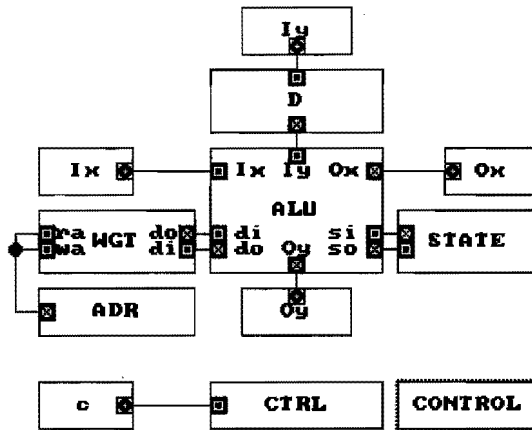 Iy
D
Ix
Ix Iy Ox
Ox
ALU
ra WGT do
di si
STATE
wa di
do Oy so
ADR
Oy
c
CTRL
CONTROL